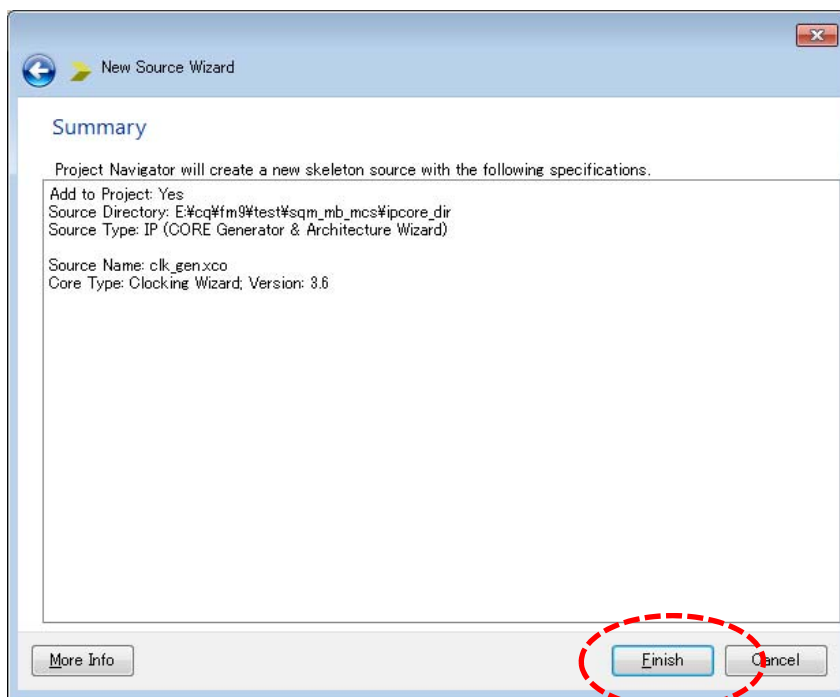 New Source Wizard
Summary
Project Navigator will create a new skeleton source with the following specifications.
Add to Project: Yes
Source Directory: E:¥cq¥fm9¥test¥sqm_mb_mcs¥ipcore_dir
Source Type: IP (CORE Generator & Architecture Wizard)
Source Name: clk_gen.xco
Core Type: Clocking Wizard; Version: 3.6
More Info
Finish
Cancel